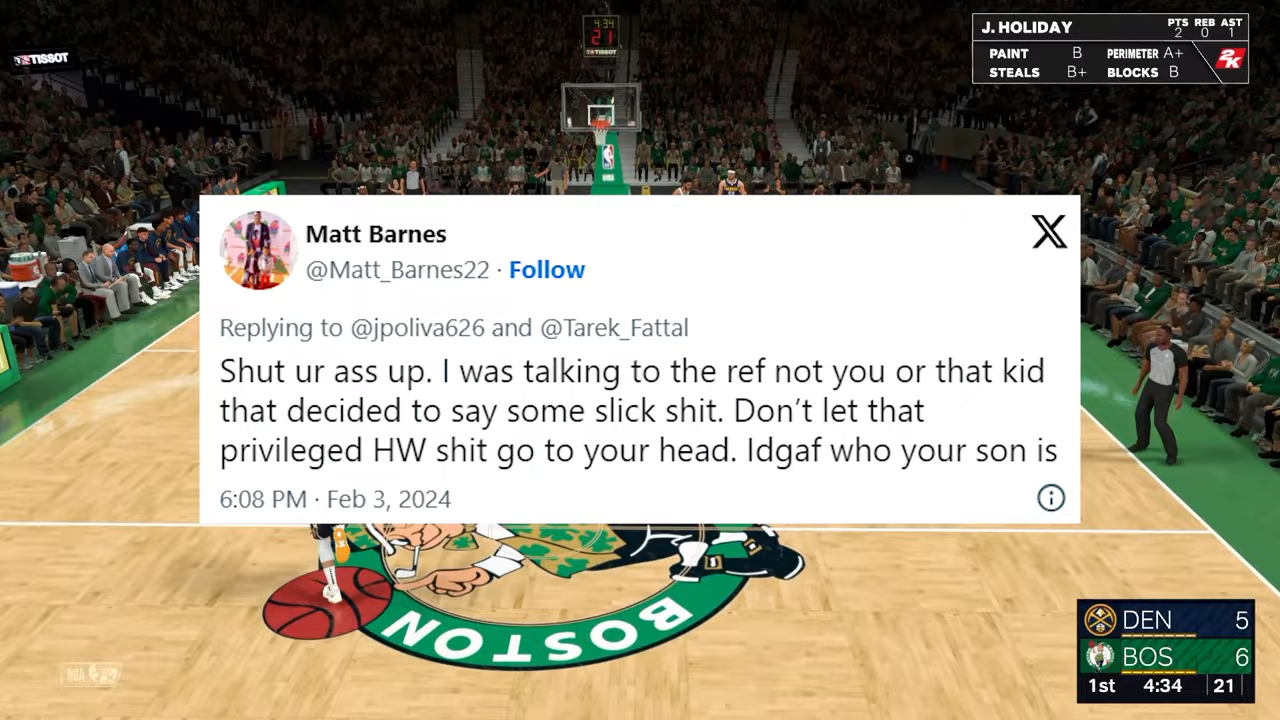 4:34
21
TISSOT
TISSOT
J. HOLIDAY PTS REB AST
2 0 1
PAINT B PERIMETER A+
STEALS B+ BLOCKS B
2K
Matt Barnes
@Matt_Barnes22 · Follow
Replying to @jpoliva626 and @Tarek_Fattal
Shut ur ass up. I was talking to the ref not you or that kid
that decided to say some slick shit. Don’t let that
privileged HW shit go to your head. Idgaf who your son is
6:08 PM · Feb 3, 2024
BOSTON
DEN 5
BOS 6
1st 4:34 21
NBA